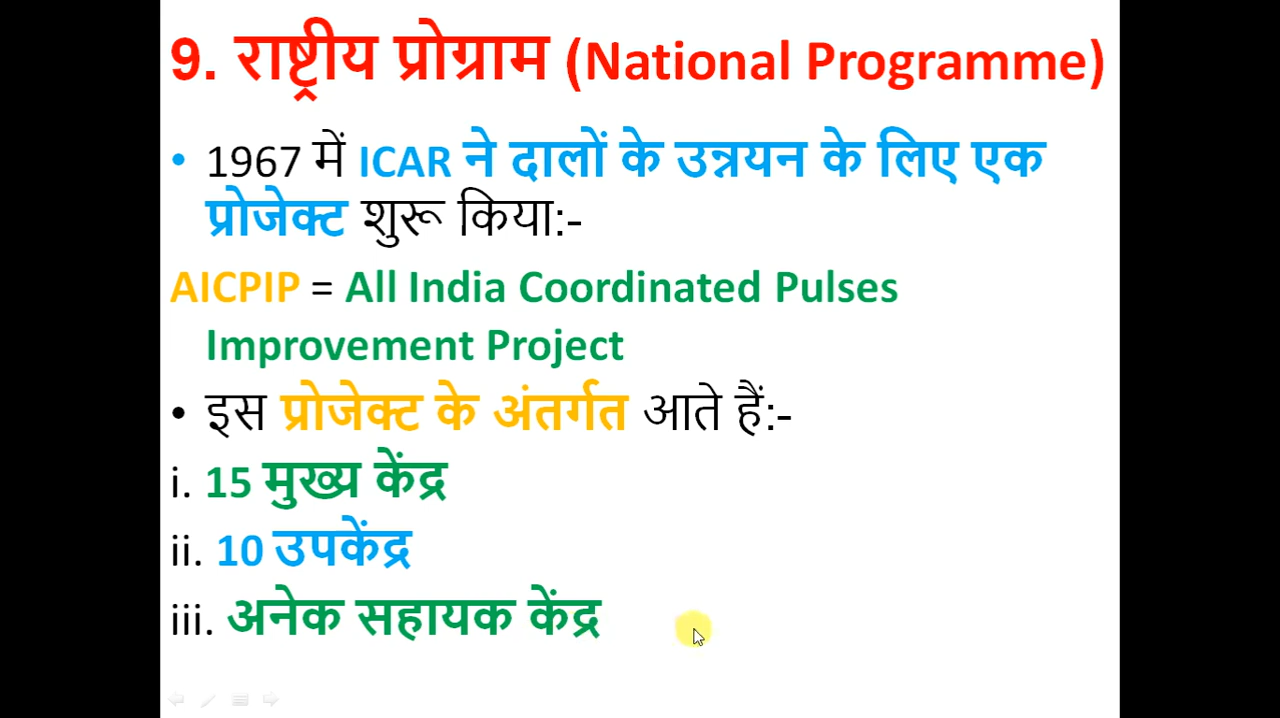 9. राष्ट्रीय प्रोग्राम (National Programme)
• 1967 में ICAR ने दालों के उन्नयन के लिए एक
प्रोजेक्ट शुरू किया:-
AICPIP = All India Coordinated Pulses
Improvement Project
• इस प्रोजेक्ट के अंतर्गत आते हैं:-
i. 15 मुख्य केंद्र
ii. 10 उपकेंद्र
iii. अनेक सहायक केंद्र